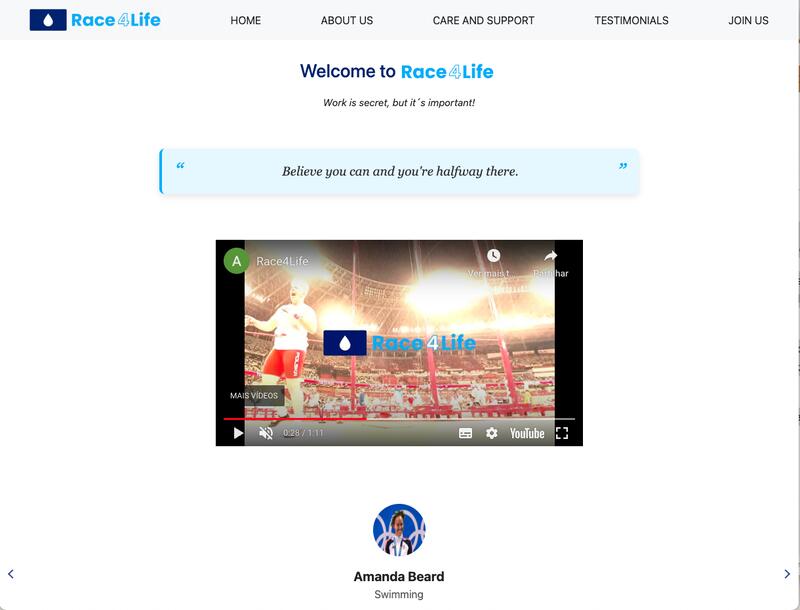 Race4Life
HOME
ABOUT US
CARE AND SUPPORT
TESTIMONIALS
JOIN US
Welcome to Race4Life
Work is secret, but it´s important!
“ Believe you can and you're halfway there. ”
A Race4Life
Ver mais t...
Partilhar
Race4Life
POLSKA
MAIS VÍDEOS
0:28 / 1:11
YouTube
Amanda Beard
Swimming